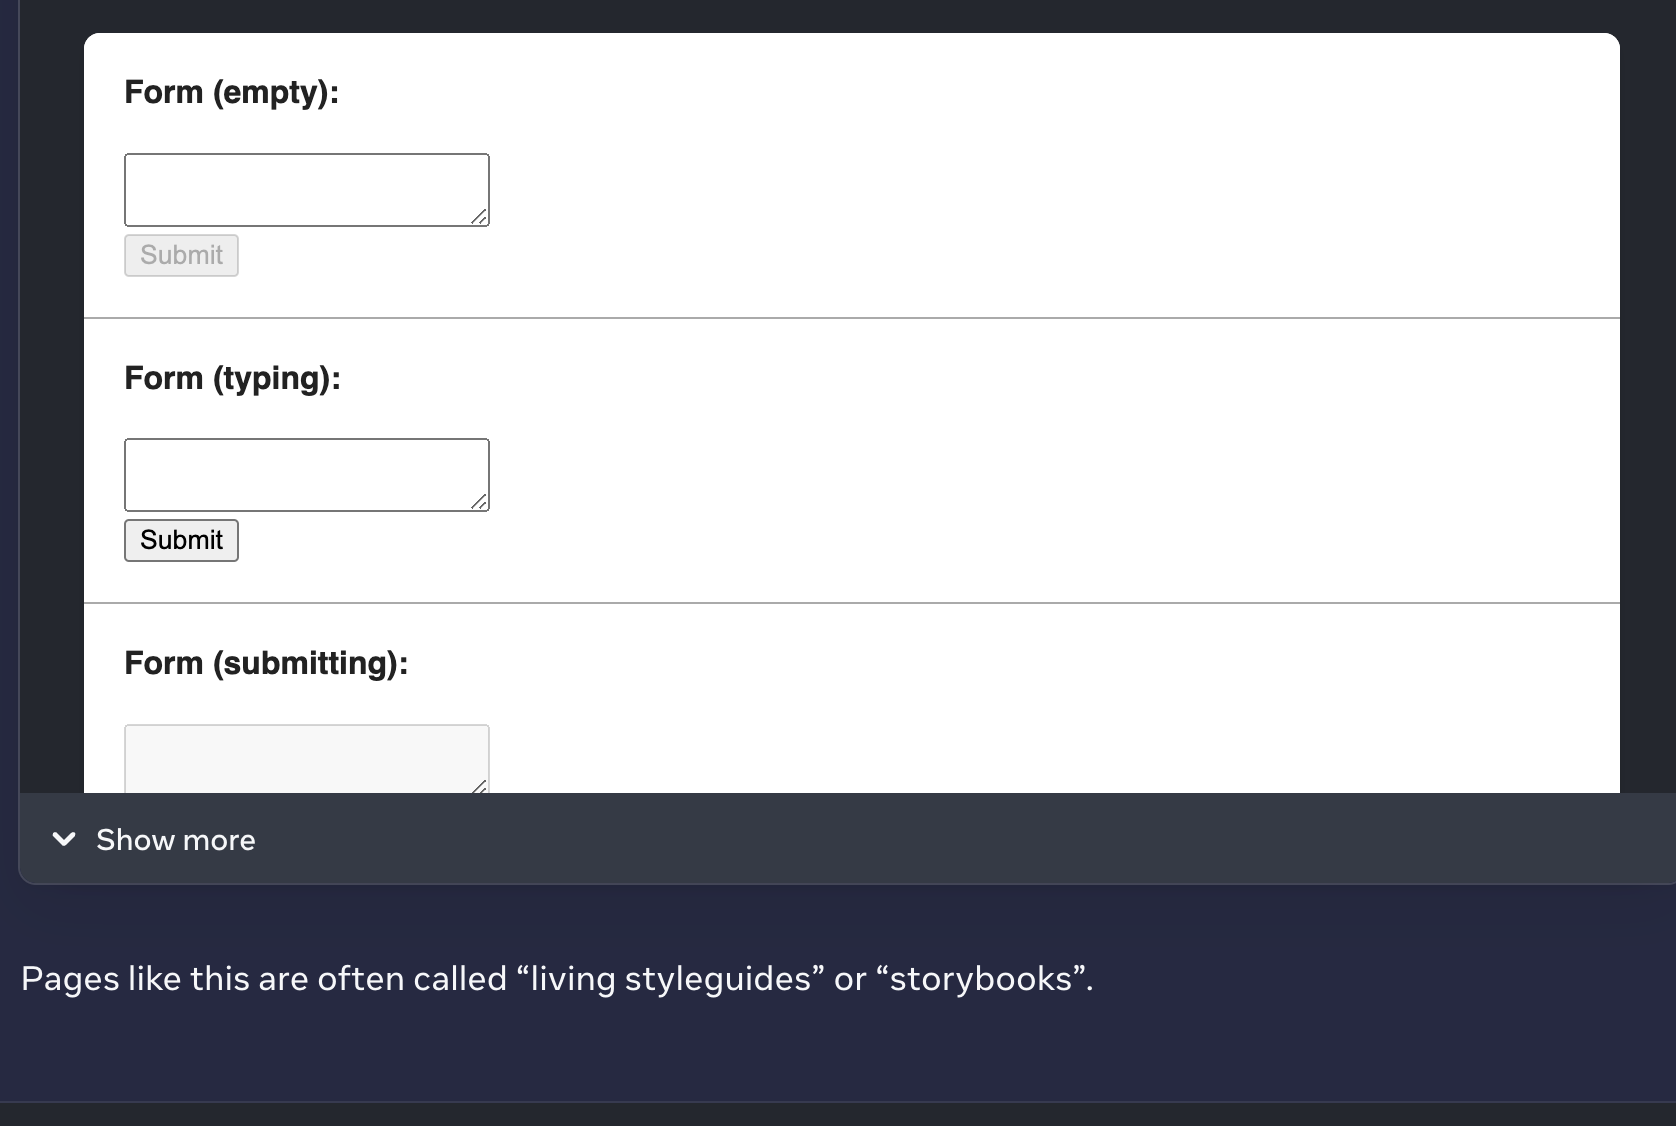 Form (empty):
Submit
Form (typing):
Submit
Form (submitting):
Show more
Pages like this are often called “living styleguides” or “storybooks”.